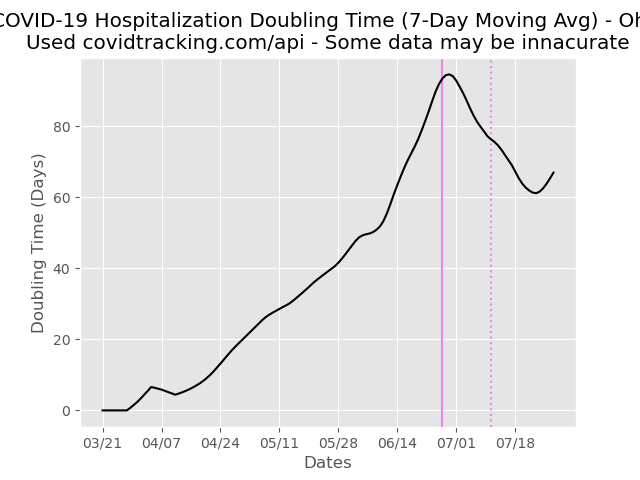 COVID-19 Hospitalization Doubling Time (7-Day Moving Avg) - Oh
Used covidtracking.com/api - Some data may be innacurate
Doubling Time (Days)
80
60
40
20
0
03/21 04/07 04/24 05/11 05/28 06/14 07/01 07/18
Dates